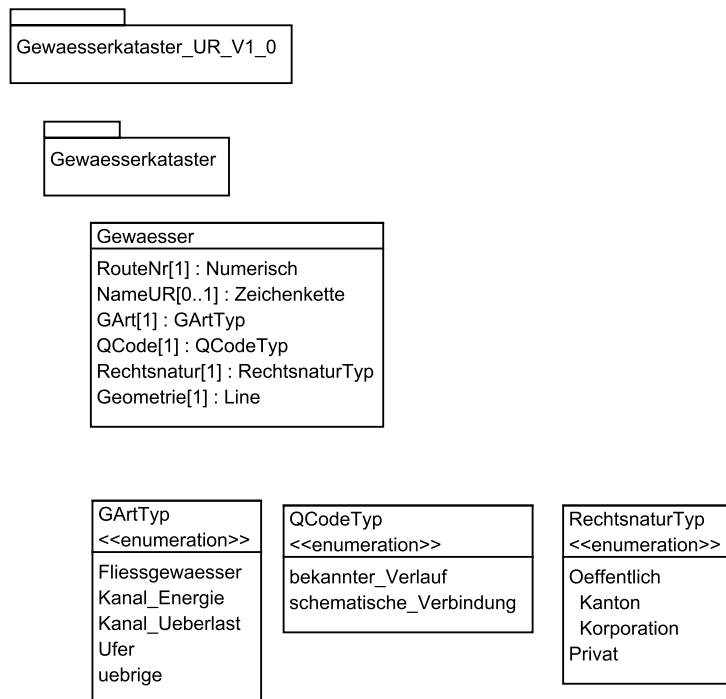 Gewaesserkataster_UR_V1_0
Gewaesserkataster
Gewaesser
RouteNr[1] : Numerisch
NameUR[0..1] : Zeichenkette
GArt[1] : GArtTyp
QCode[1] : QCodeTyp
Rechtsnatur[1] : RechtsnaturTyp
Geometrie[1] : Line
GArtTyp
<<enumeration>>
Fliessgewaesser
Kanal_Energie
Kanal_Ueberlast
Ufer
uebrige
QCodeTyp
<<enumeration>>
bekannter_Verlauf
schematische_Verbindung
RechtsnaturTyp
<<enumeration>>
Oeffentlich
Kanton
Korporation
Privat